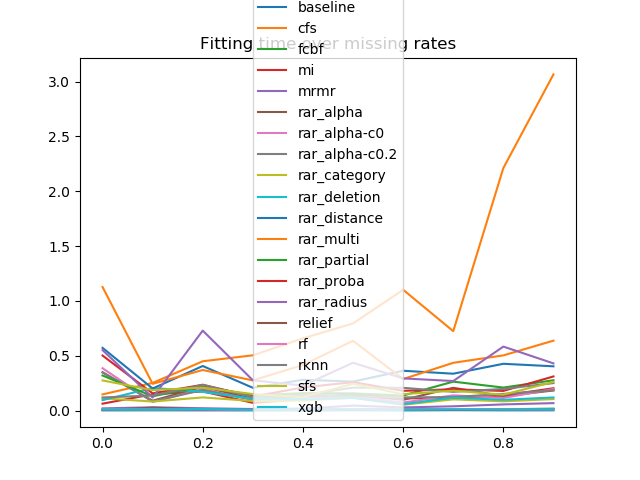 Fitting time over missing rates
baseline
cfs
fcbf
mi
mrmr
rar_alpha
rar_alpha-c0
rar_alpha-c0.2
rar_category
rar_deletion
rar_distance
rar_multi
rar_partial
rar_proba
rar_radius
relief
rf
rknn
sfs
xgb
3.0
2.5
2.0
1.5
1.0
0.5
0.0
0.0 0.2 0.4 0.6 0.8